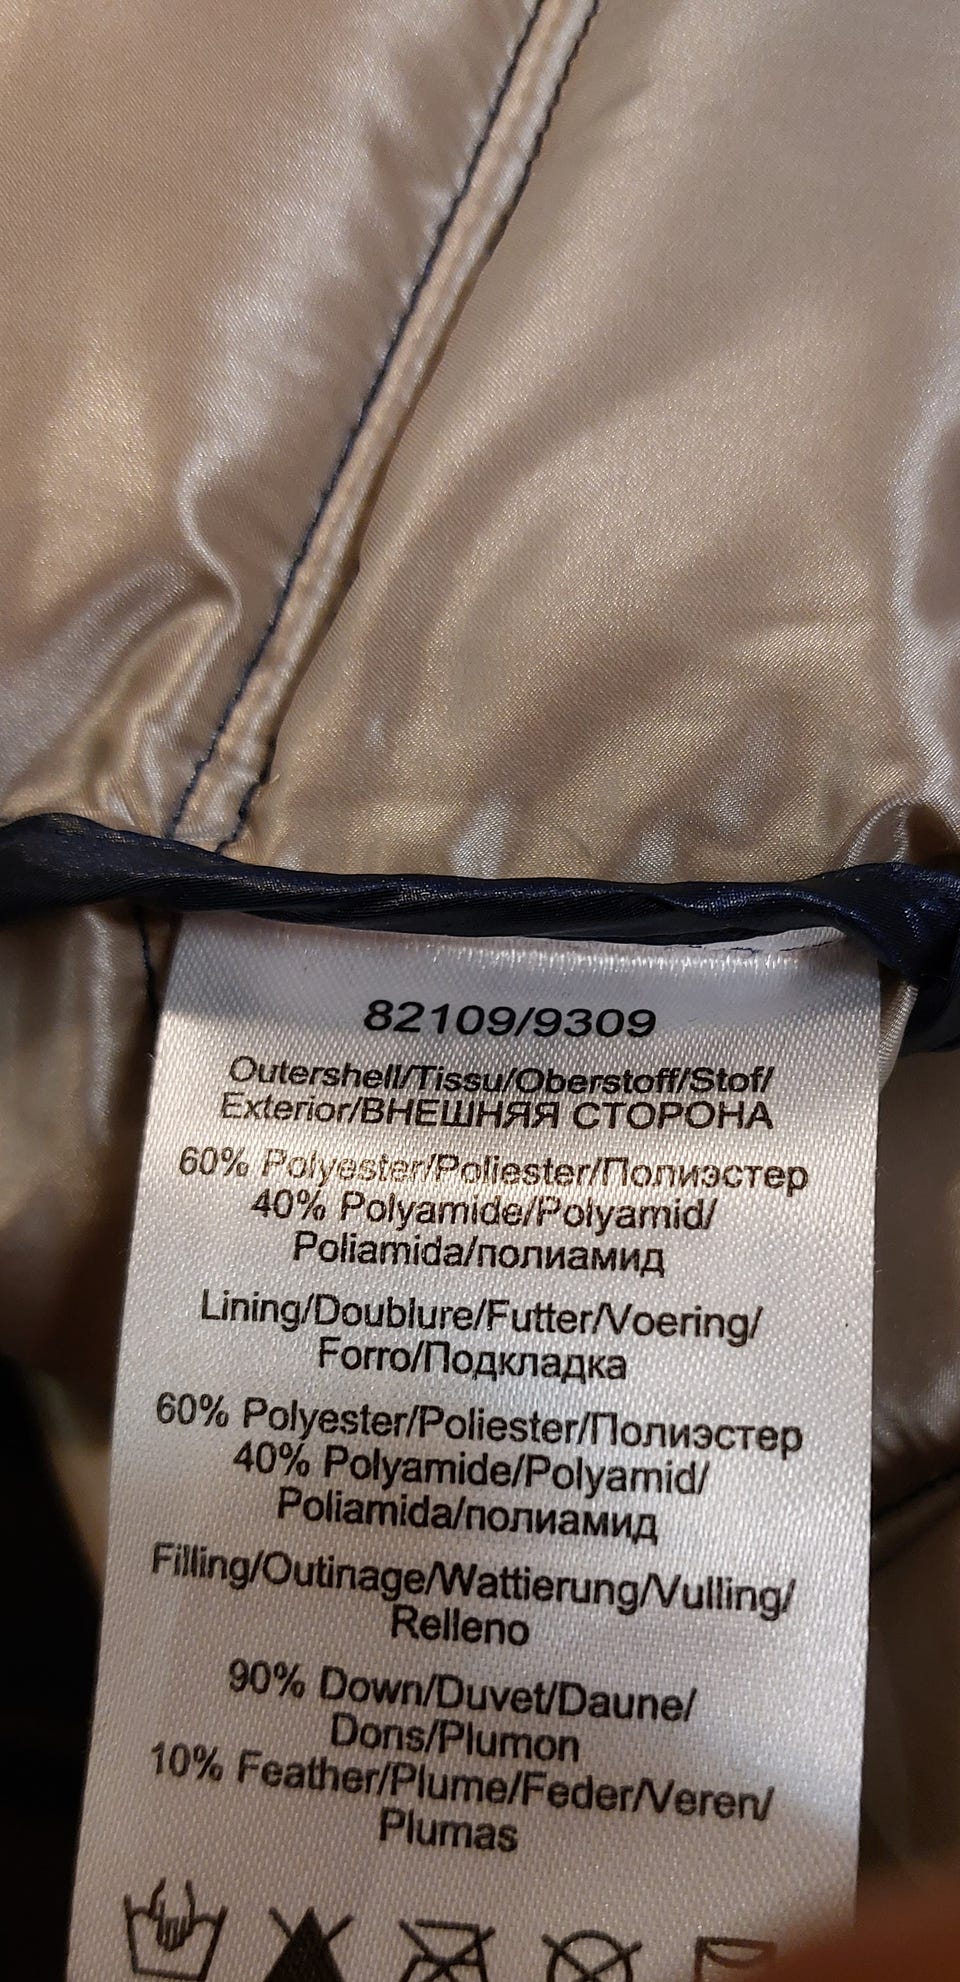 82109/9309
Outershell/Tissu/Oberstoff/Stof/
Exterior/ВНЕШНЯЯ СТОРОНА
60% Polyester/Poliester/Полиэстер
40% Polyamide/Polyamid/
Poliamida/полиамид
Lining/Doublure/Futter/Voering/
Forro/Подкладка
60% Polyester/Poliester/Полиэстер
40% Polyamide/Polyamid/
Poliamida/полиамид
Filling/Outinage/Wattierung/Vulling/
Relleno
90% Down/Duvet/Daune/
Dons/Plumon
10% Feather/Plume/Feder/Veren/
Plumas